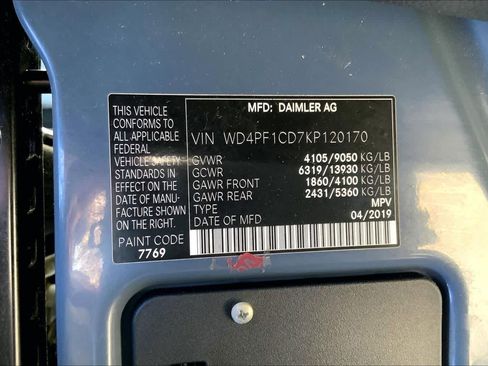 MFD: DAIMLER AG
THIS VEHICLE
CONFORMS TO
ALL APPLICABLE
FEDERAL
VEHICLE SAFETY
STANDARDS IN
EFFECT ON THE
DATE OF MANU-
FACTURE SHOWN
ON THE RIGHT.
PAINT CODE
7769
VIN WD4PF1CD7KP120170
GVWR 4105/9050 KG/LB
GCWR 6319/13930 KG/LB
GAWR FRONT 1860/4100 KG/LB
GAWR REAR 2431/5360 KG/LB
TYPE MPV
DATE OF MFD 04/2019